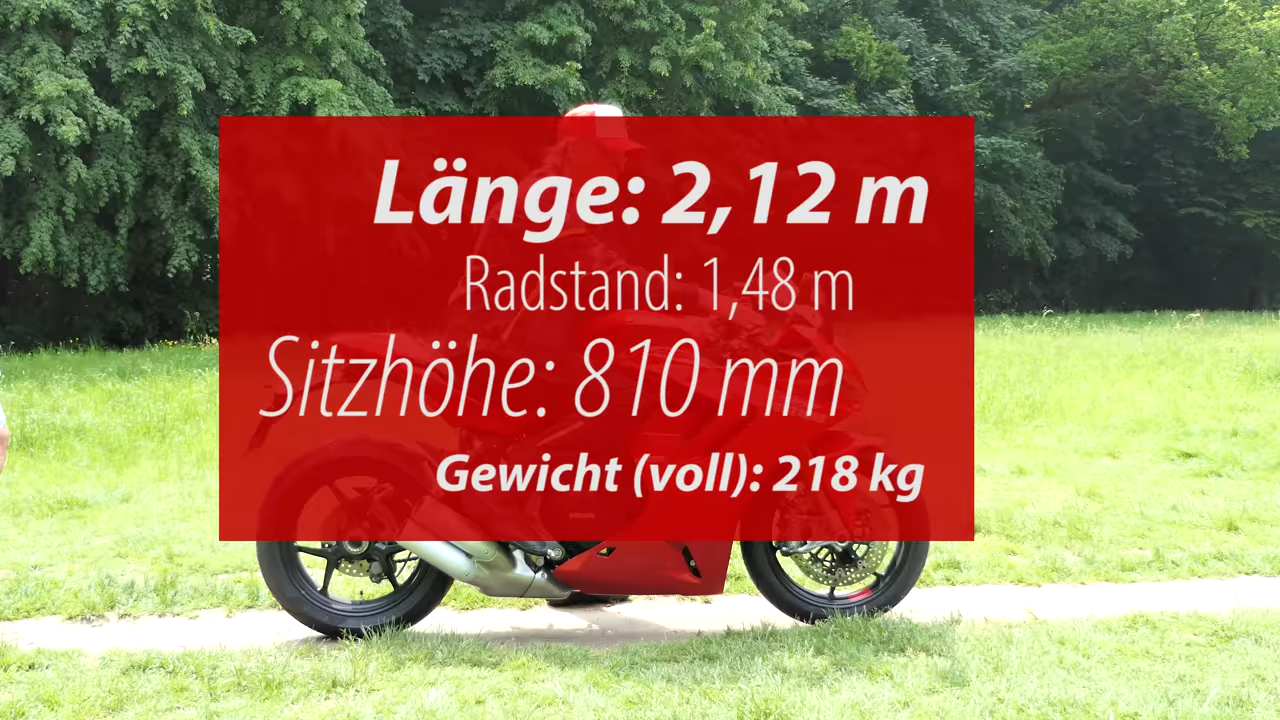 Länge: 2,12 m
Radstand: 1,48 m
Sitzhöhe: 810 mm
Gewicht (voll): 218 kg